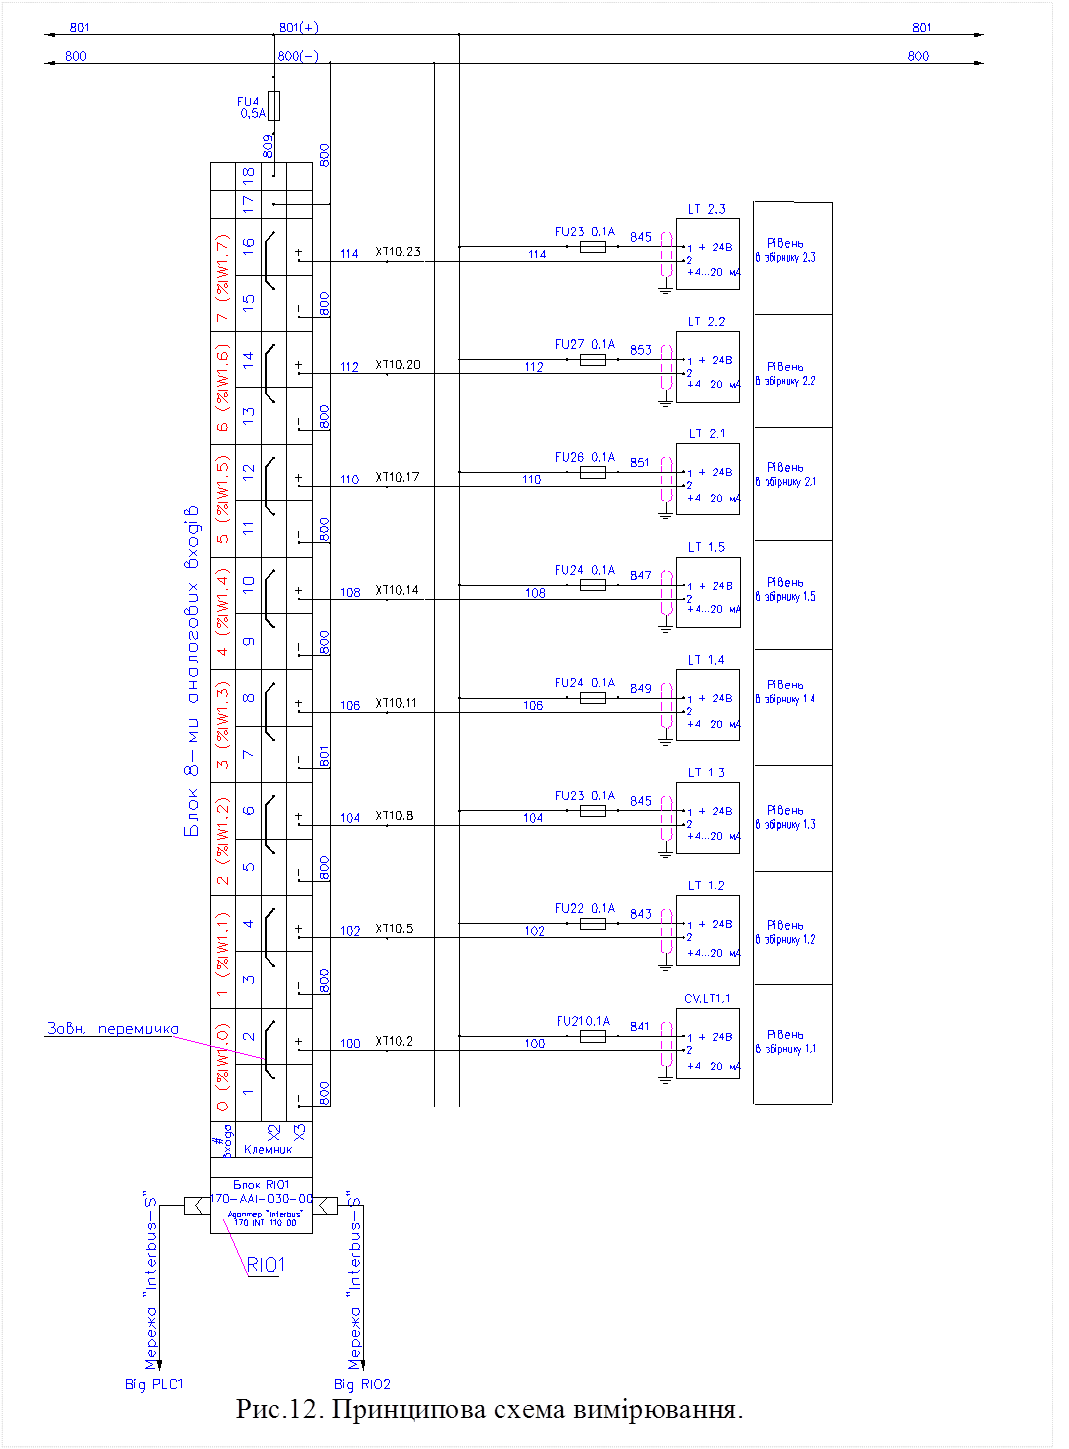 801 801(+) 801
800 800(-) 800
FU4
0,5A
809
800
18
17
LT 2.3
FU23 0.1A 845
16
15
7 (%IW1.7)
+
-
114 XT10.23 114
1 + 24В
2
+4...20 мА
Рівень
в збірнику 2.3
800
LT 2.2
FU27 0.1A 853
14
13
6 (%IW1.6)
+
-
112 XT10.20 112
1 + 24В
2
+4 20 мА
Рівень
в збірнику 2.2
800
LT 2.1
FU26 0.1A 851
12
11
5 (%IW1.5)
+
-
110 XT10.17 110
1 + 24В
2
+4 20 мА
Рівень
в збірнику 2.1
800
Блок 8-ми аналогових входів
LT 1.5
FU24 0.1A 847
10
9
4 (%IW1.4)
+
-
108 XT10.14 108
1 + 24В
2
+4...20 мА
Рівень
в збірнику 1.5
800
LT 1.4
FU24 0.1A 849
8
7
3 (%IW1.3)
+
-
106 XT10.11 106
1 + 24В
2
+4 20 мА
Рівень
в збірнику 1.4
801
LT 1 3
FU23 0.1A 845
6
5
2 (%IW1.2)
+
-
104 XT10.8 104
1 + 24В
2
+4...20 мА
Рівень
в збірнику 1.3
800
LT 1.2
FU22 0.1A 843
4
3
1 (%IW1.1)
+
-
102 XT10.5 102
1 + 24В
2
+4...20 мА
Рівень
в збірнику 1.2
800
CV.LT1.1
FU21 0.1A 841
Зовн. перемичка
2
1
0 (%IW1.0)
+
-
100 XT10.2 100
1 + 24В
2
+4 20 мА
Рівень
в збірнику 1.1
800
#
входа
X2
X3
Клемник
Блок RIO1
170-AAI-030-00
Адаптер "Interbus"
170 INT 110 00
RIO1
Мережа "Interbus-S"
Мережа "Interbus-S"
Від PLC1
Від RIO2
Рис.12. Принципова схема вимірювання.